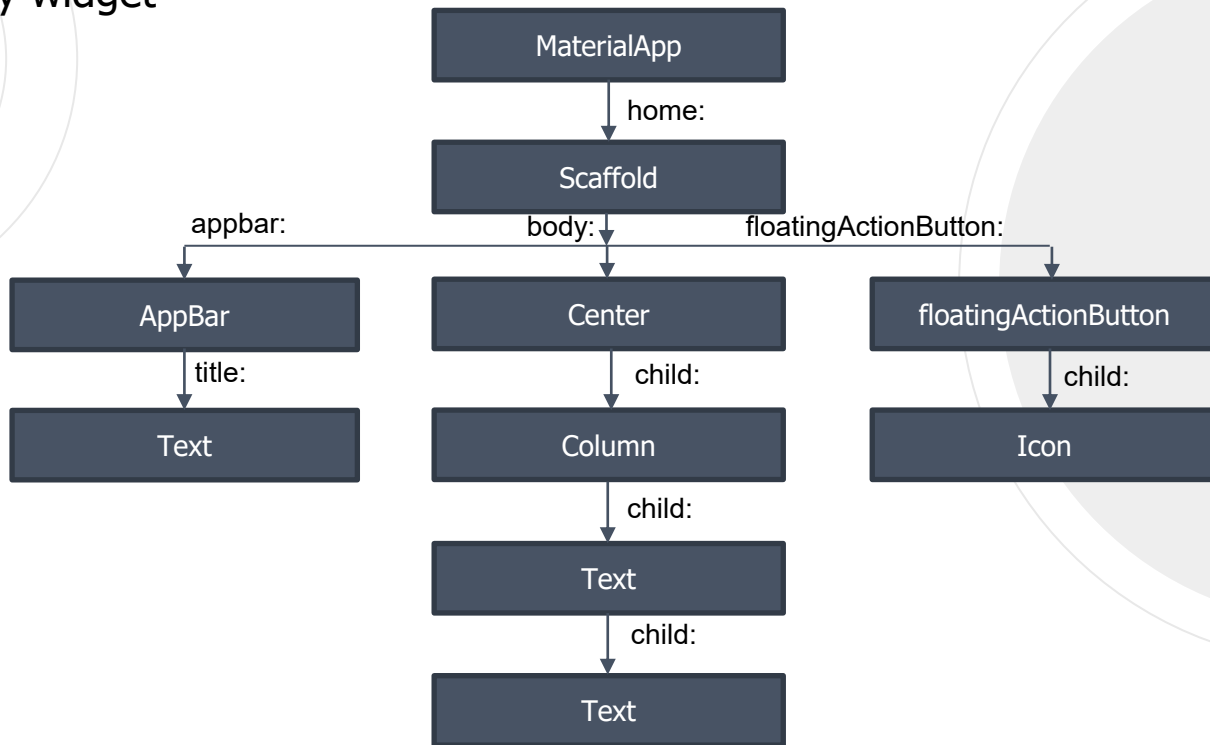 y widget
MaterialApp
home:
Scaffold
appbar:
body:
floatingActionButton:
AppBar
Center
floatingActionButton
title:
child:
child:
Text
Column
Icon
child:
Text
child:
Text